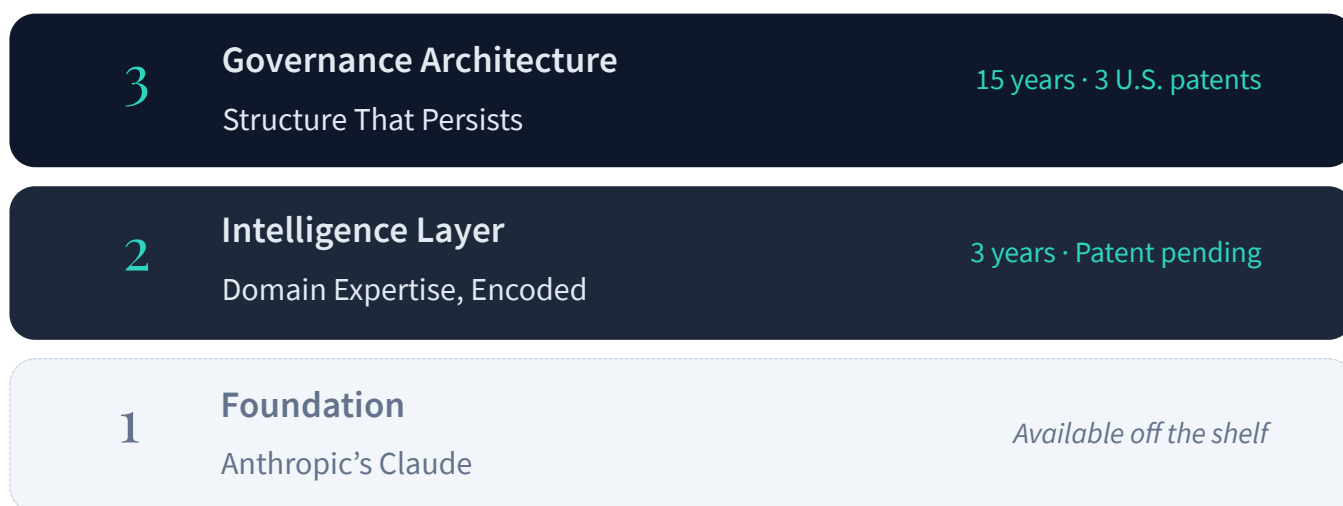 3
Governance Architecture
Structure That Persists
15 years · 3 U.S. patents
2
Intelligence Layer
Domain Expertise, Encoded
3 years · Patent pending
1
Foundation
Anthropic’s Claude
Available off the shelf